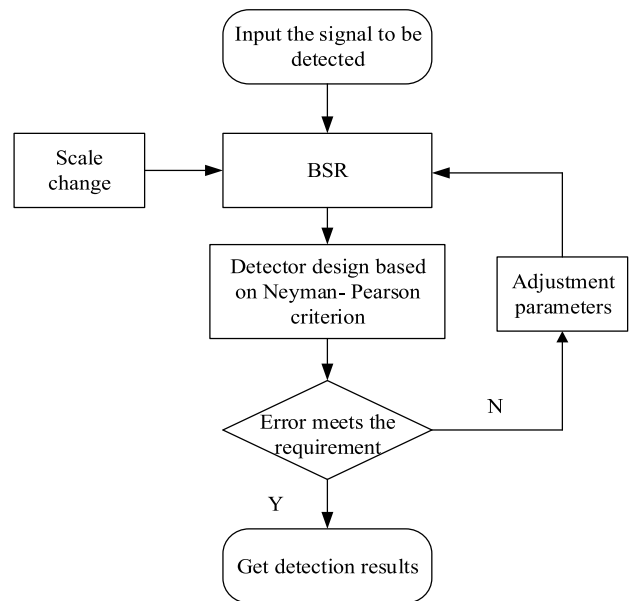 Input the signal to be
detected
Scale
change
BSR
Detector design based
on Neyman- Pearson
criterion
Adjustment
parameters
Error meets the
requirement
N
Y
Get detection results